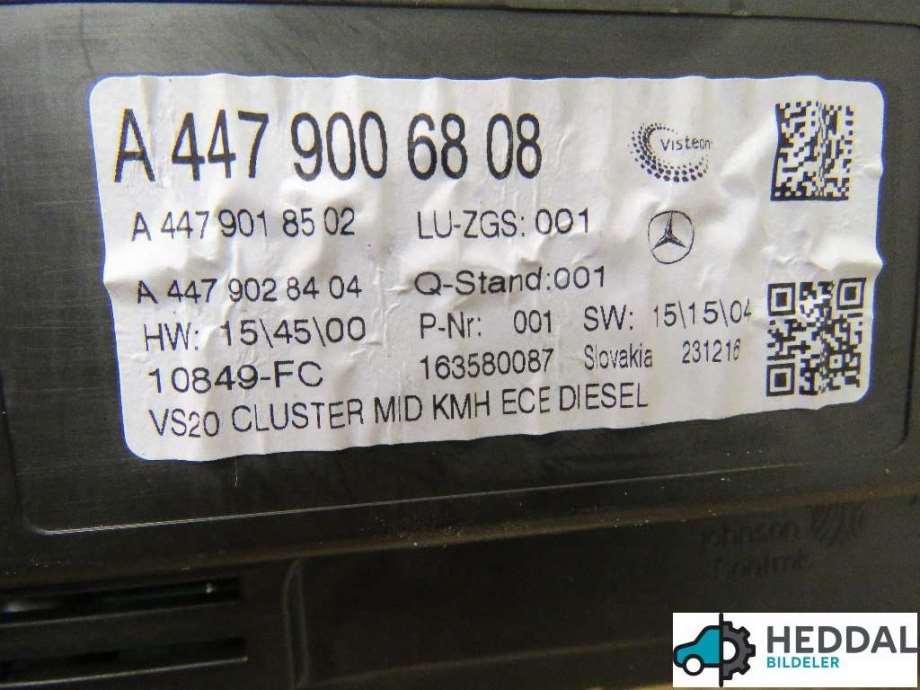 A 447 900 68 08
Visteon
A 447 901 85 02
LU-ZGS: 001
A 447 902 84 04
Q-Stand:001
HW: 15\45\00
P-Nr: 001
SW: 15\15\04
10849-FC
163580087
Slovakia
231216
VS20 CLUSTER MID KMH ECE DIESEL
Johnson
Controls
HEDDAL
BILDELER